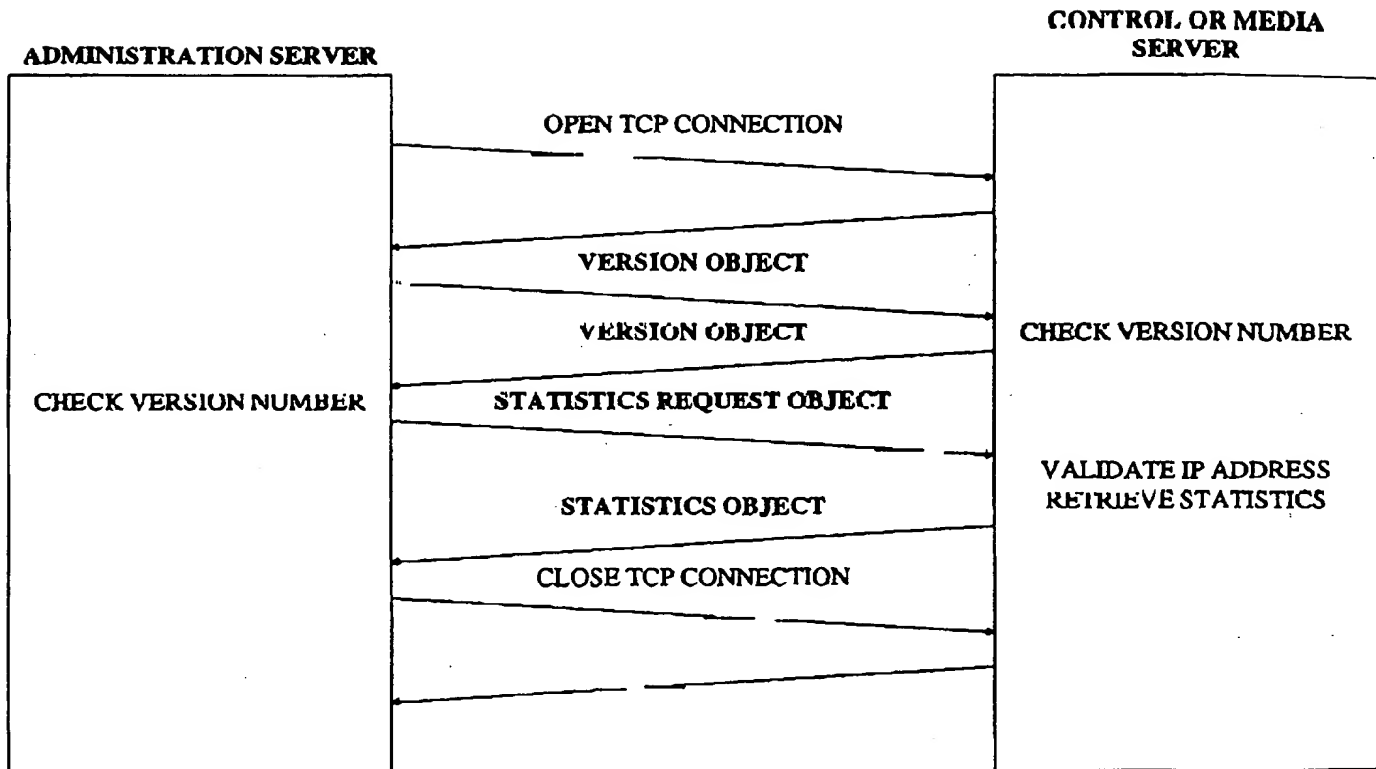 CONTROL OR MEDIA
SERVER
ADMINISTRATION SERVER
OPEN TCP CONNECTION
VERSION OBJECT
VERSION OBJECT
CHECK VERSION NUMBER
CHECK VERSION NUMBER
STATISTICS REQUEST OBJECT
VALIDATE IP ADDRESS
RETRIEVE STATISTICS
STATISTICS OBJECT
CLOSE TCP CONNECTION